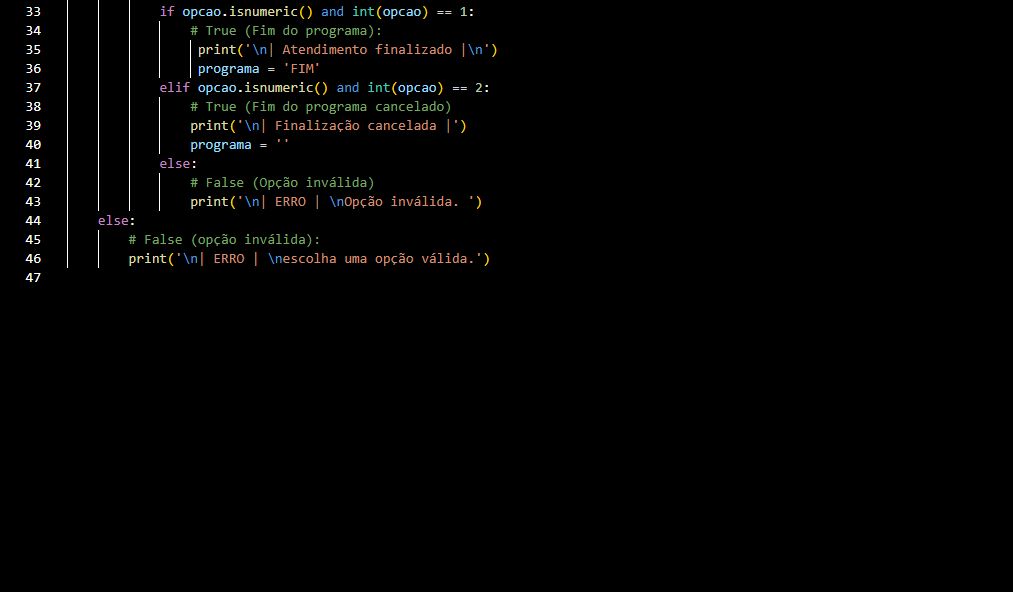 33 if opcao.isnumeric() and int(opcao) == 1:
34 # True (Fim do programa):
35 print('\n| Atendimento finalizado |\n')
36 programa = 'FIM'
37 elif opcao.isnumeric() and int(opcao) == 2:
38 # True (Fim do programa cancelado)
39 print('\n| Finalização cancelada |')
40 programa = ''
41 else:
42 # False (Opção inválida)
43 print('\n| ERRO | \nOpção inválida. ')
44 else:
45 # False (opção inválida):
46 print('\n| ERRO | \nescolha uma opção válida.')
47